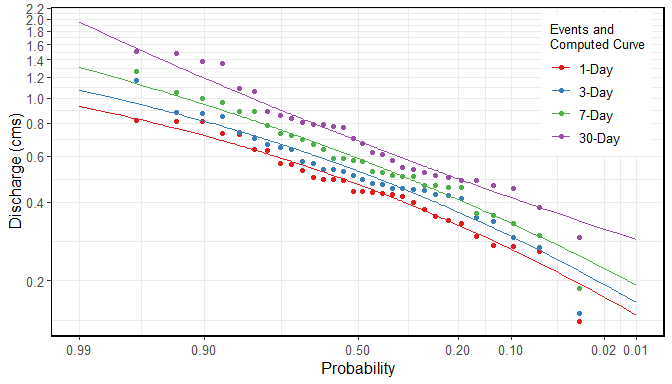 2.2
2.0
1.8
1.6
1.4
1.2
1.0
0.8
0.6
0.4
0.2
Discharge (cms)
Events and
Computed Curve
1-Day
3-Day
7-Day
30-Day
0.99 0.90 0.50 0.20 0.10 0.02 0.01
Probability